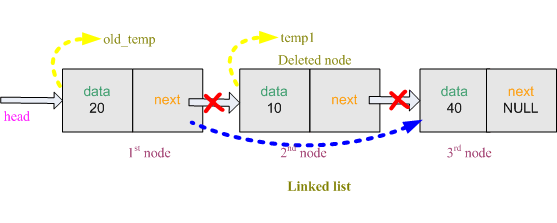 old_temp
temp1
Deleted node
head
data
20
next
data
10
next
data
40
next
NULL
1st node
2nd node
3rd node
Linked list